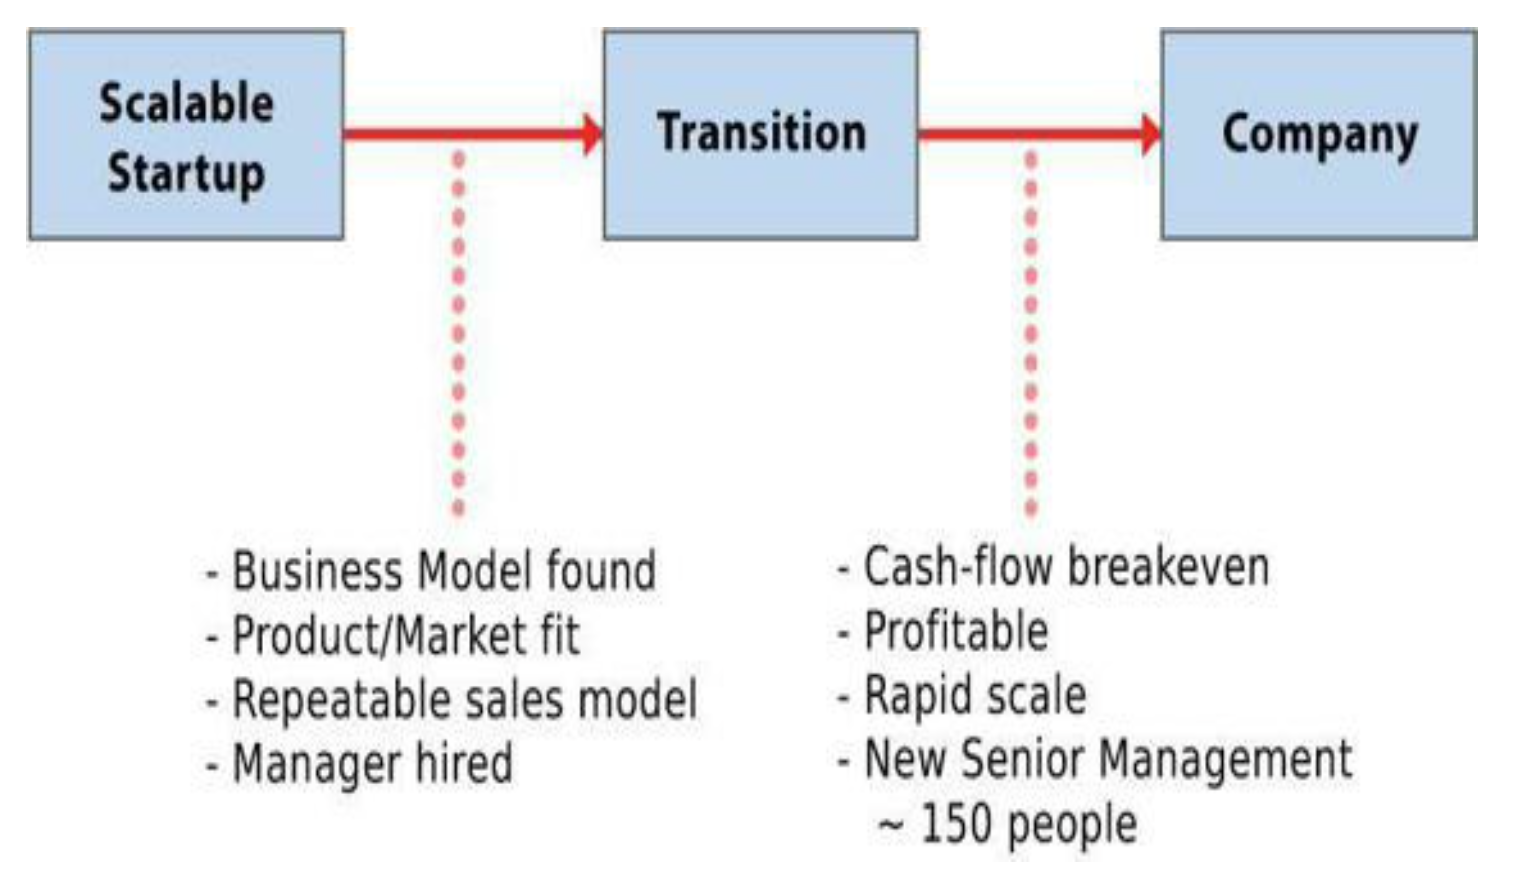 Scalable
Startup
Transition
Company
- Business Model found
- Product/Market fit
- Repeatable sales model
- Manager hired
- Cash-flow breakeven
- Profitable
- Rapid scale
- New Senior Management
~ 150 people